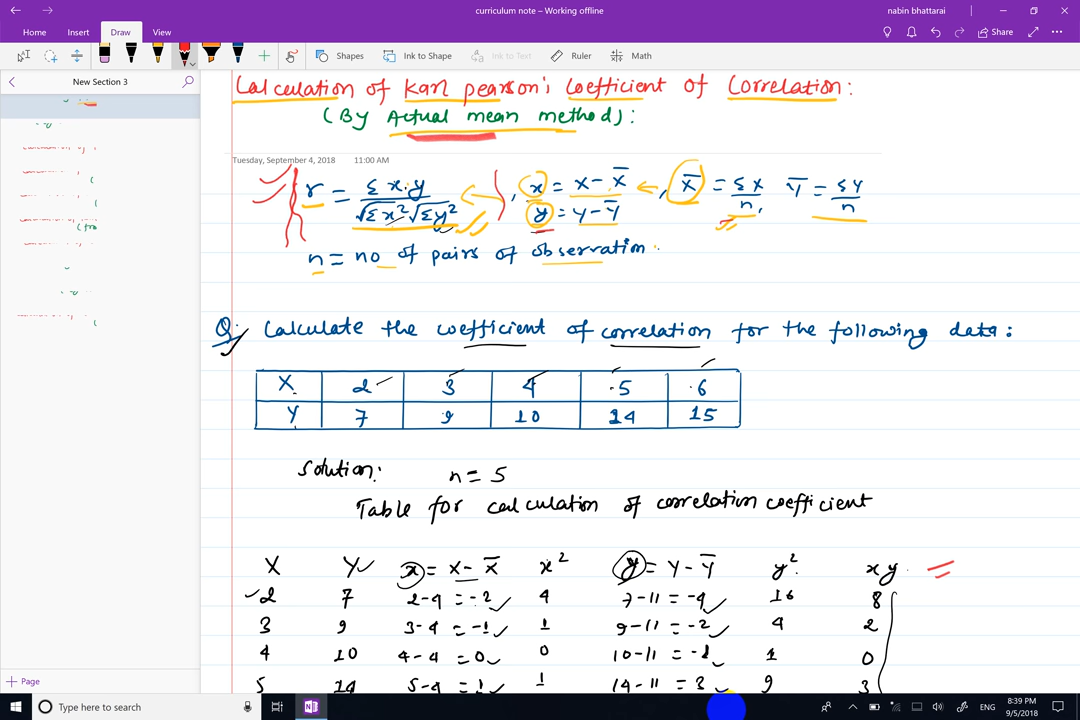 curriculum note – Working offline
nabin bhattarai
Home Insert Draw View
Share
Shapes Ink to Shape Ink to Text Ruler Math
New Section 3
Calculation of Karl pearson's Coefficient of Correlation:
(By Actual mean method):
Tuesday, September 4, 2018 11:00 AM
r = Σx.y / √Σx² √Σy² , x = X - X̄ , X̄ = ΣX / n, Ȳ = ΣY / n
y = Y - Ȳ
n = no of pairs of observation.
Q: Calculate the coefficient of correlation for the following data:
X 2 3 4 5 6
Y 7 9 10 14 15
Solution: n = 5
Table for calculation of correlation coefficient
X Y x = X - X̄ x² y = Y - Ȳ y² xy
2 7 2-4 = -2 4 7-11 = -4 16 8
3 9 3-4 = -1 1 9-11 = -2 4 2
4 10 4-4 = 0 0 10-11 = -1 1 0
5 14 5-4 = 1 1 14-11 = 3 9 3
+ Page
Type here to search
ENG
8:39 PM
9/5/2018